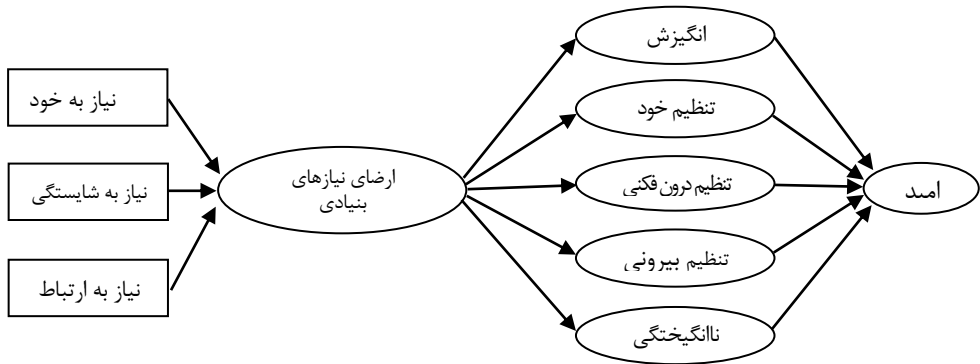 نیاز به خود
نیاز به شایستگی
نیاز به ارتباط
ارضای نیازهای
بنیادی
انگیزش
تنظیم خود
تنظیم درون فکنی
تنظیم بیرونی
ناانگیختگی
امید